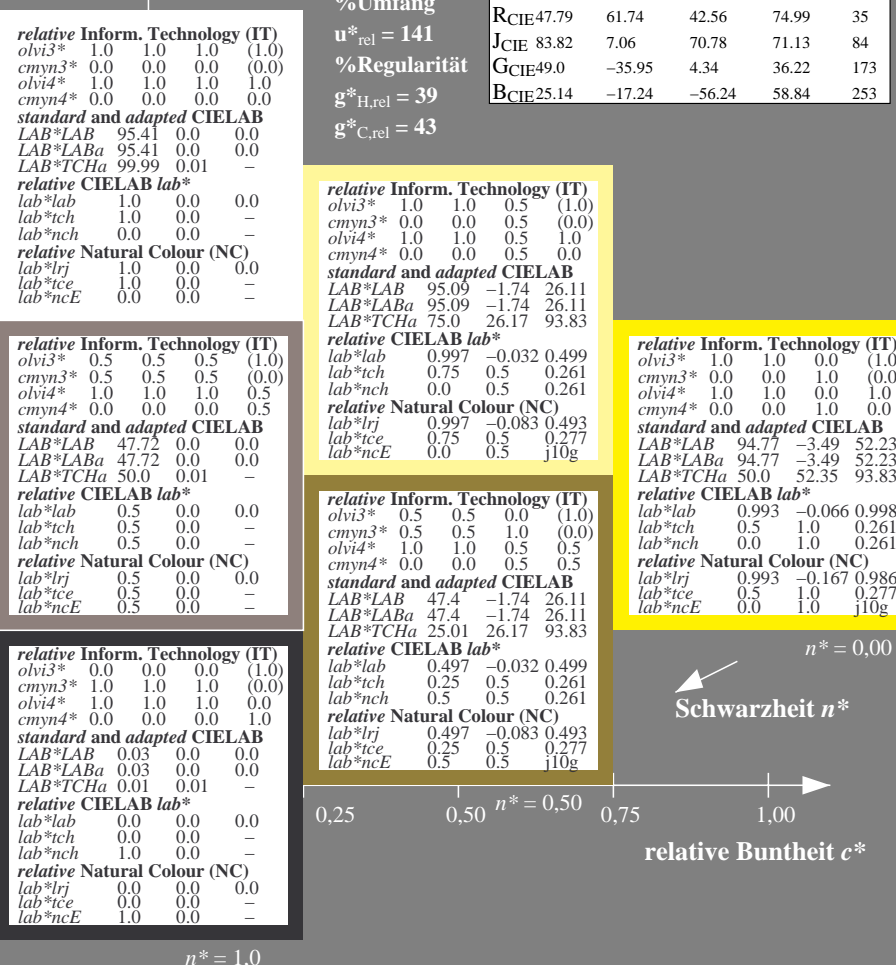 %Umfang
u*rel = 141
%Regularität
g*H,rel = 39
g*C,rel = 43
RCIE 47.79 61.74 42.56 74.99 35
JCIE 83.82 7.06 70.78 71.13 84
GCIE 49.0 −35.95 4.34 36.22 173
BCIE 25.14 −17.24 −56.24 58.84 253
relative Inform. Technology (IT)
olvi3* 1.0 1.0 1.0 (1.0)
cmyn3* 0.0 0.0 0.0 (0.0)
olvi4* 1.0 1.0 1.0 1.0
cmyn4* 0.0 0.0 0.0 0.0
standard and adapted CIELAB
LAB*LAB 95.41 0.0 0.0
LAB*LABa 95.41 0.0 0.0
LAB*TCHa 99.99 0.01 –
relative CIELAB lab*
lab*lab 1.0 0.0 0.0
lab*tch 1.0 0.0 –
lab*nch 0.0 0.0 –
relative Natural Colour (NC)
lab*lrj 1.0 0.0 0.0
lab*tce 1.0 0.0 –
lab*ncE 0.0 0.0 –
relative Inform. Technology (IT)
olvi3* 1.0 1.0 0.5 (1.0)
cmyn3* 0.0 0.0 0.5 (0.0)
olvi4* 1.0 1.0 0.5 1.0
cmyn4* 0.0 0.0 0.5 0.0
standard and adapted CIELAB
LAB*LAB 95.09 −1.74 26.11
LAB*LABa 95.09 −1.74 26.11
LAB*TCHa 75.0 26.17 93.83
relative CIELAB lab*
lab*lab 0.997 −0.032 0.499
lab*tch 0.75 0.5 0.261
lab*nch 0.0 0.5 0.261
relative Natural Colour (NC)
lab*lrj 0.997 −0.083 0.493
lab*tce 0.75 0.5 0.277
lab*ncE 0.0 0.5 j10g
relative Inform. Technology (IT)
olvi3* 0.5 0.5 0.5 (1.0)
cmyn3* 0.5 0.5 0.5 (0.0)
olvi4* 1.0 1.0 1.0 0.5
cmyn4* 0.0 0.0 0.0 0.5
standard and adapted CIELAB
LAB*LAB 47.72 0.0 0.0
LAB*LABa 47.72 0.0 0.0
LAB*TCHa 50.0 0.01 –
relative CIELAB lab*
lab*lab 0.5 0.0 0.0
lab*tch 0.5 0.0 –
lab*nch 0.5 0.0 –
relative Natural Colour (NC)
lab*lrj 0.5 0.0 0.0
lab*tce 0.5 0.0 –
lab*ncE 0.5 0.0 –
relative Inform. Technology (IT)
olvi3* 1.0 1.0 0.0 (1.0
cmyn3* 0.0 0.0 1.0 (0.0
olvi4* 1.0 1.0 0.0 1.0
cmyn4* 0.0 0.0 1.0 0.0
standard and adapted CIELAB
LAB*LAB 94.77 −3.49 52.23
LAB*LABa 94.77 −3.49 52.23
LAB*TCHa 50.0 52.35 93.83
relative CIELAB lab*
lab*lab 0.993 −0.066 0.998
lab*tch 0.5 1.0 0.261
lab*nch 0.0 1.0 0.261
relative Natural Colour (NC)
lab*lrj 0.993 −0.167 0.986
lab*tce 0.5 1.0 0.277
lab*ncE 0.0 1.0 j10g
relative Inform. Technology (IT)
olvi3* 0.5 0.5 0.0 (1.0)
cmyn3* 0.5 0.5 1.0 (0.0)
olvi4* 1.0 1.0 0.5 0.5
cmyn4* 0.0 0.0 0.5 0.5
standard and adapted CIELAB
LAB*LAB 47.4 −1.74 26.11
LAB*LABa 47.4 −1.74 26.11
LAB*TCHa 25.01 26.17 93.83
relative CIELAB lab*
lab*lab 0.497 −0.032 0.499
lab*tch 0.25 0.5 0.261
lab*nch 0.5 0.5 0.261
relative Natural Colour (NC)
lab*lrj 0.497 −0.083 0.493
lab*tce 0.25 0.5 0.277
lab*ncE 0.5 0.5 j10g
relative Inform. Technology (IT)
olvi3* 0.0 0.0 0.0 (1.0)
cmyn3* 1.0 1.0 1.0 (0.0)
olvi4* 1.0 1.0 1.0 0.0
cmyn4* 0.0 0.0 0.0 1.0
standard and adapted CIELAB
LAB*LAB 0.03 0.0 0.0
LAB*LABa 0.03 0.0 0.0
LAB*TCHa 0.01 0.01 –
relative CIELAB lab*
lab*lab 0.0 0.0 0.0
lab*tch 0.0 0.0 –
lab*nch 1.0 0.0 –
relative Natural Colour (NC)
lab*lrj 0.0 0.0 0.0
lab*tce 0.0 0.0 –
lab*ncE 1.0 0.0 –
n* = 0,00
Schwarzheit n*
n* = 0,50
0,25 0,50 0,75 1,00
relative Buntheit c*
n* = 1,0